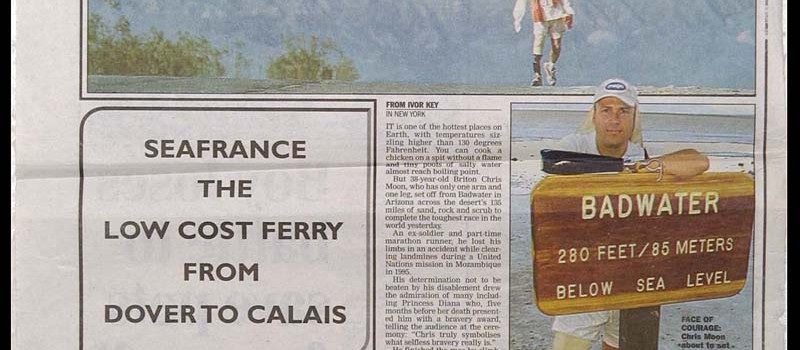 SEAFRANCE
THE
LOW COST FERRY
FROM
DOVER TO CALAIS
FROM IVOR KEY
IN NEW YORK
IT is one of the hottest places on
Earth, with temperatures siz-
zling higher than 130 degrees
Fahrenheit. You can cook a
chicken on a spit without a flame
and tiny pools of salty water
almost reach boiling point.
But 38-year-old Briton Chris
Moon, who has only one arm and
one leg, set off from Badwater in
Arizona across the desert's 135
miles of sand, rock and scrub to
complete the toughest race in the
world yesterday.
An ex-soldier and part-time
marathon runner, he lost his
limbs in an accident while clear-
ing landmines during a United
Nations mission in Mozambique
in 1995.
His determination not to be
beaten by his disablement drew
the admiration of many includ-
ing Princess Diana who, five
months before her death present-
ed him with a bravery award,
telling the audience at the cere-
mony: "Chris truly symbolises
what selfless bravery really is."
BADWATER
280 FEET/85 METERS
BELOW SEA LEVEL
FACE OF
COURAGE:
Chris Moon
about to set